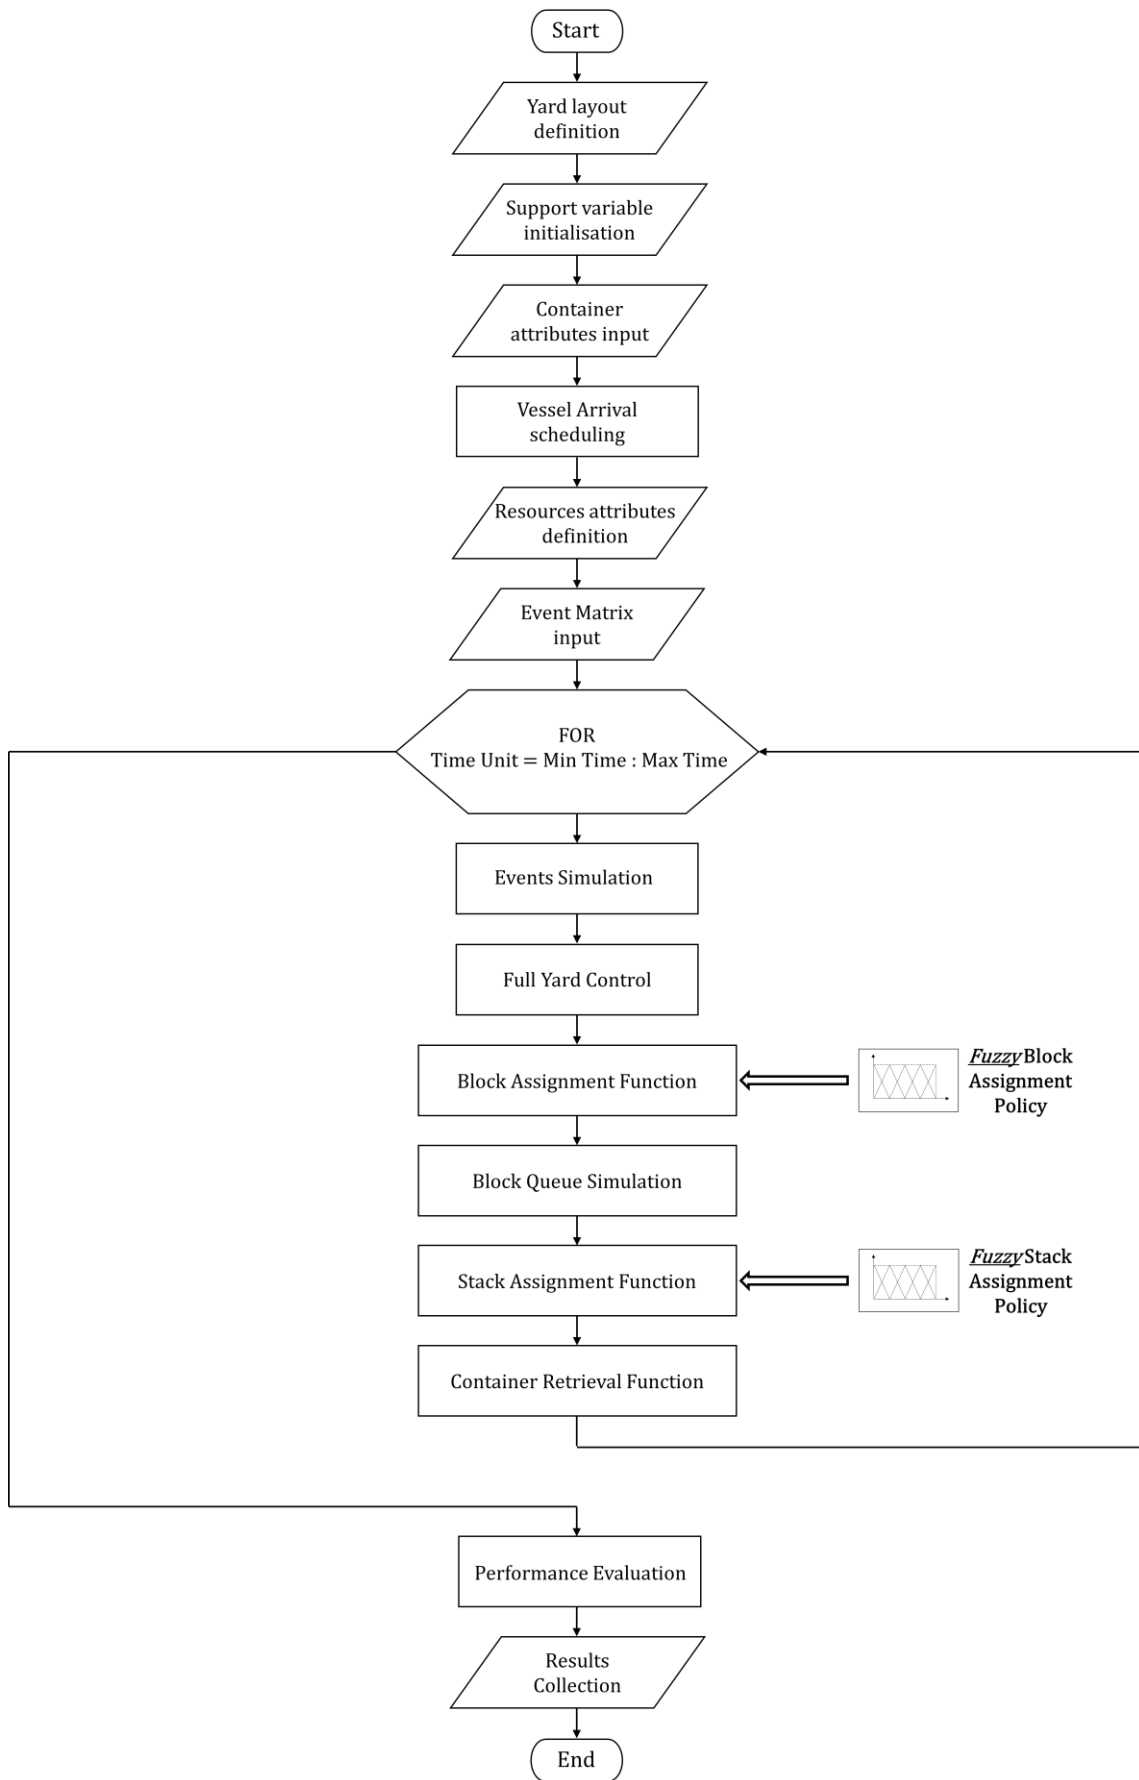 Start
Yard layout
definition
Support variable
initialisation
Container
attributes input
Vessel Arrival
scheduling
Resources attributes
definition
Event Matrix
input
FOR
Time Unit = Min Time : Max Time
Events Simulation
Full Yard Control
Block Assignment Function
Fuzzy Block
Assignment
Policy
Block Queue Simulation
Stack Assignment Function
Fuzzy Stack
Assignment
Policy
Container Retrieval Function
Performance Evaluation
Results
Collection
End